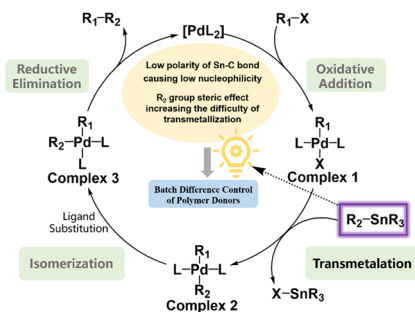 R₁–R₂
[PdL₂]
R₁–X
Low polarity of Sn-C bond
causing low nucleophilicity
R₂ group steric effect
increasing the difficulty of
transmetallization
Reductive
Elimination
Oxidative
Addition
R₁
R₂–Pd–L
L
Complex 3
R₁
L–Pd–L
X
Complex 1
Batch Difference Control
of Polymer Donors
Ligand
Substitution
R₂–SnR₃
Isomerization
R₁
L–Pd–L
R₂
Complex 2
Transmetalation
X–SnR₃